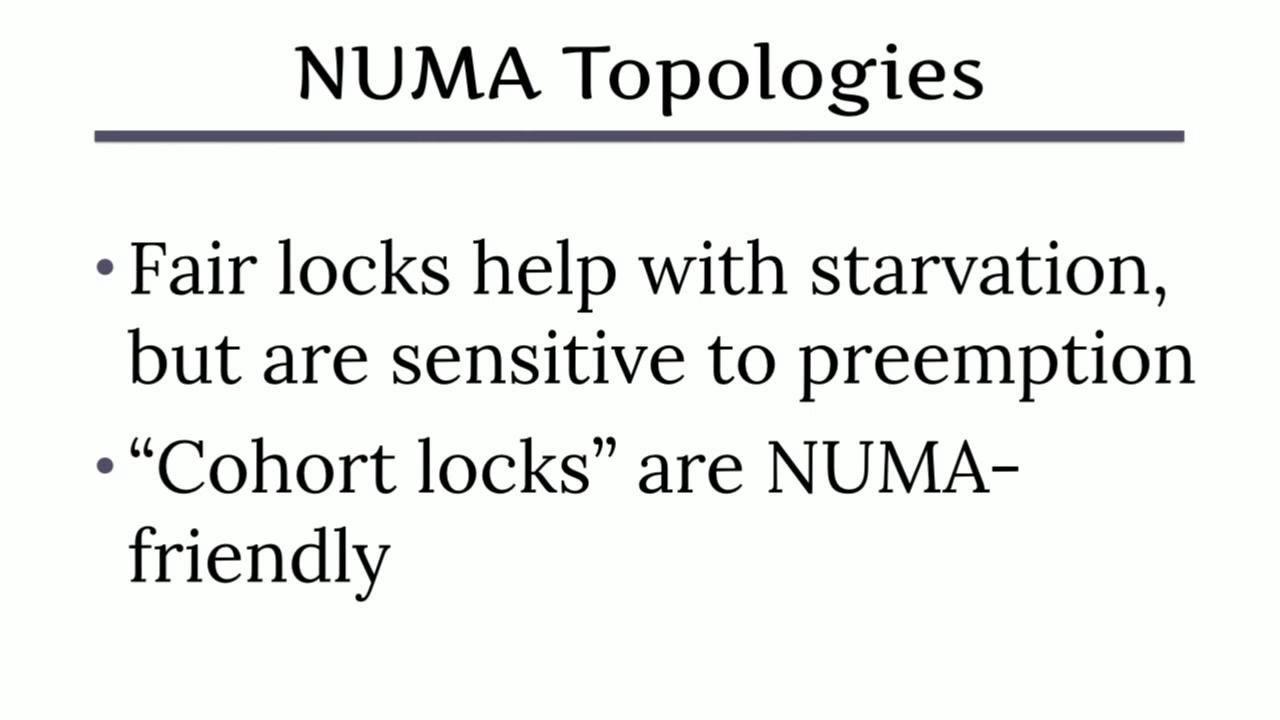 NUMA Topologies
• Fair locks help with starvation,
but are sensitive to preemption
• “Cohort locks” are NUMA-
friendly